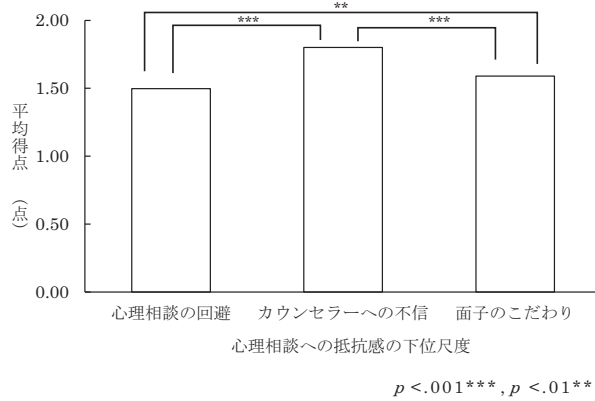 2.00
1.50
1.00
0.50
0.00
平均得点 (点)
**
***
***
心理相談の回避 カウンセラーへの不信 面子のこだわり
心理相談への抵抗感の下位尺度
p <.001***, p <.01**